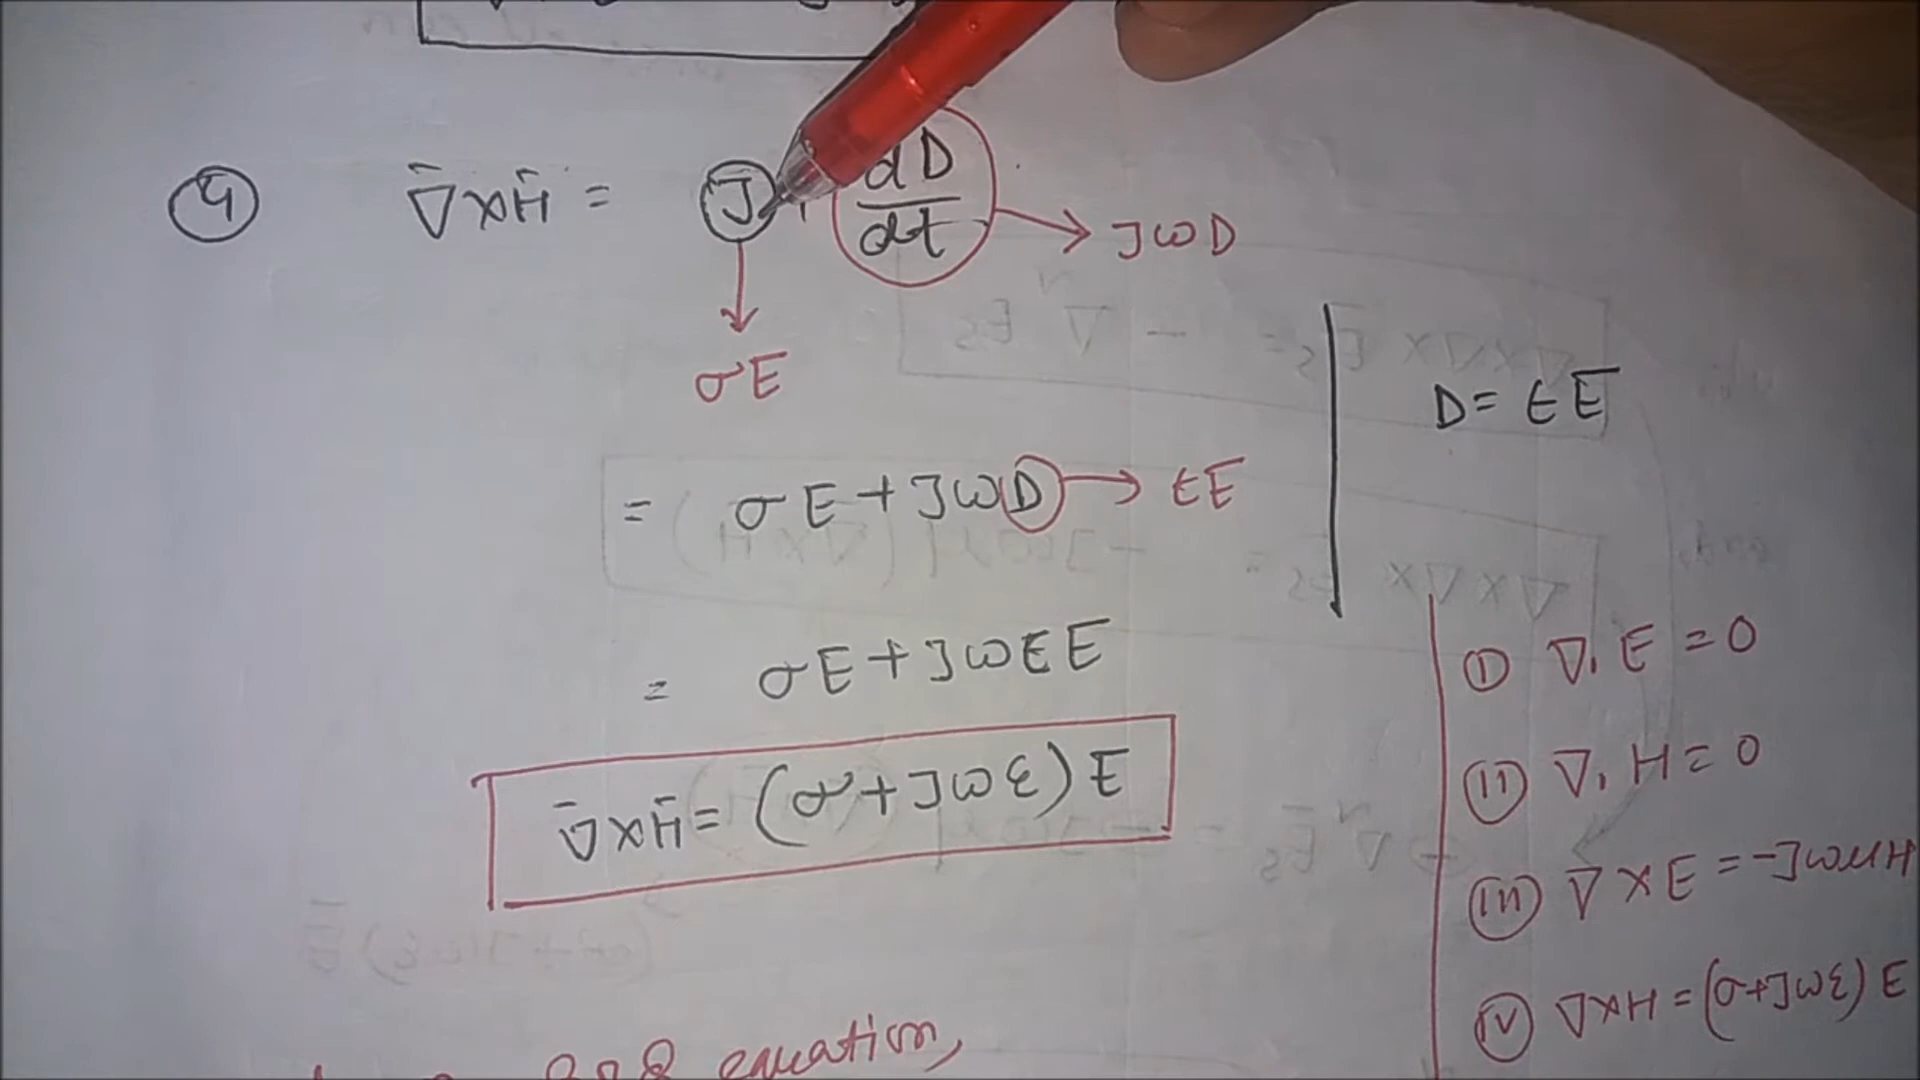 ④ ∇̄×H̄ = J + dD/dt → JωD
σE
D = ϵE̅
= σE + JωD → ϵE
= σE + JωϵE
∇̄×H̄ = (σ+Jωε)E
① ∇. E = 0
(ii) ∇. H = 0
(iii) ∇×E = -JωμH
(iv) ∇×H = (σ+Jωε) E
equation,